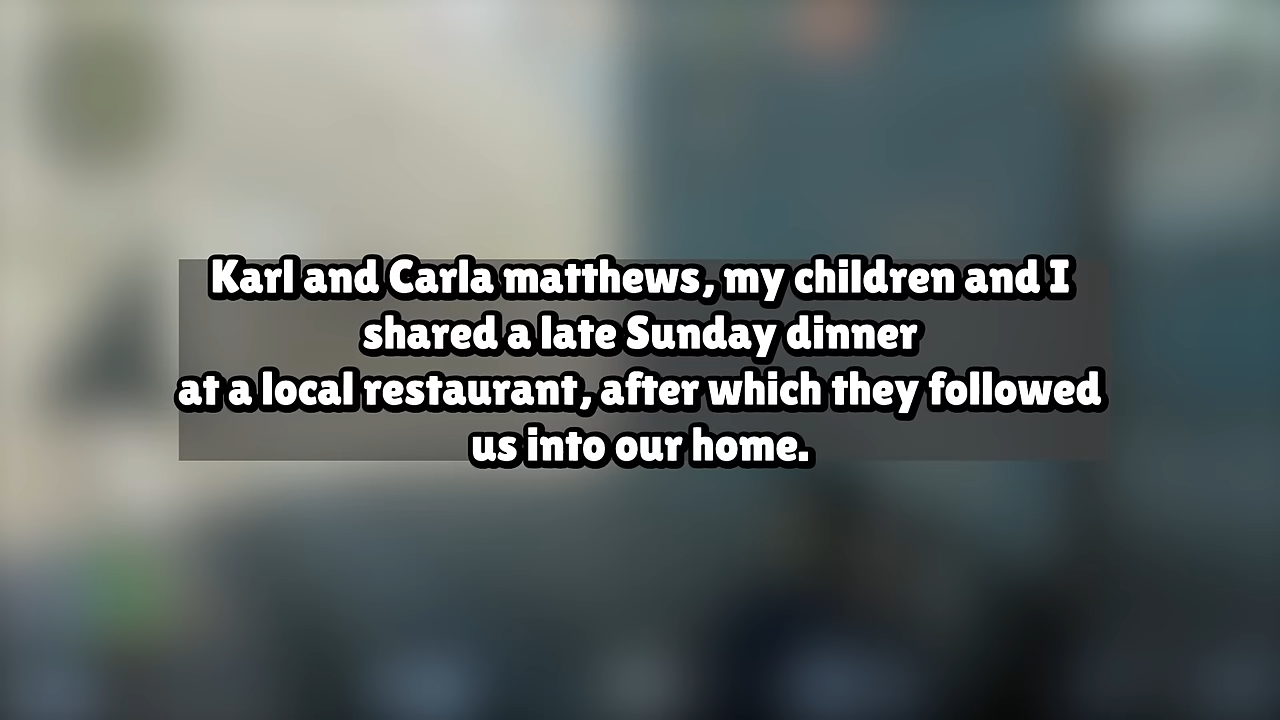 Karl and Carla matthews, my children and I
shared a late Sunday dinner
at a local restaurant, after which they followed
us into our home.